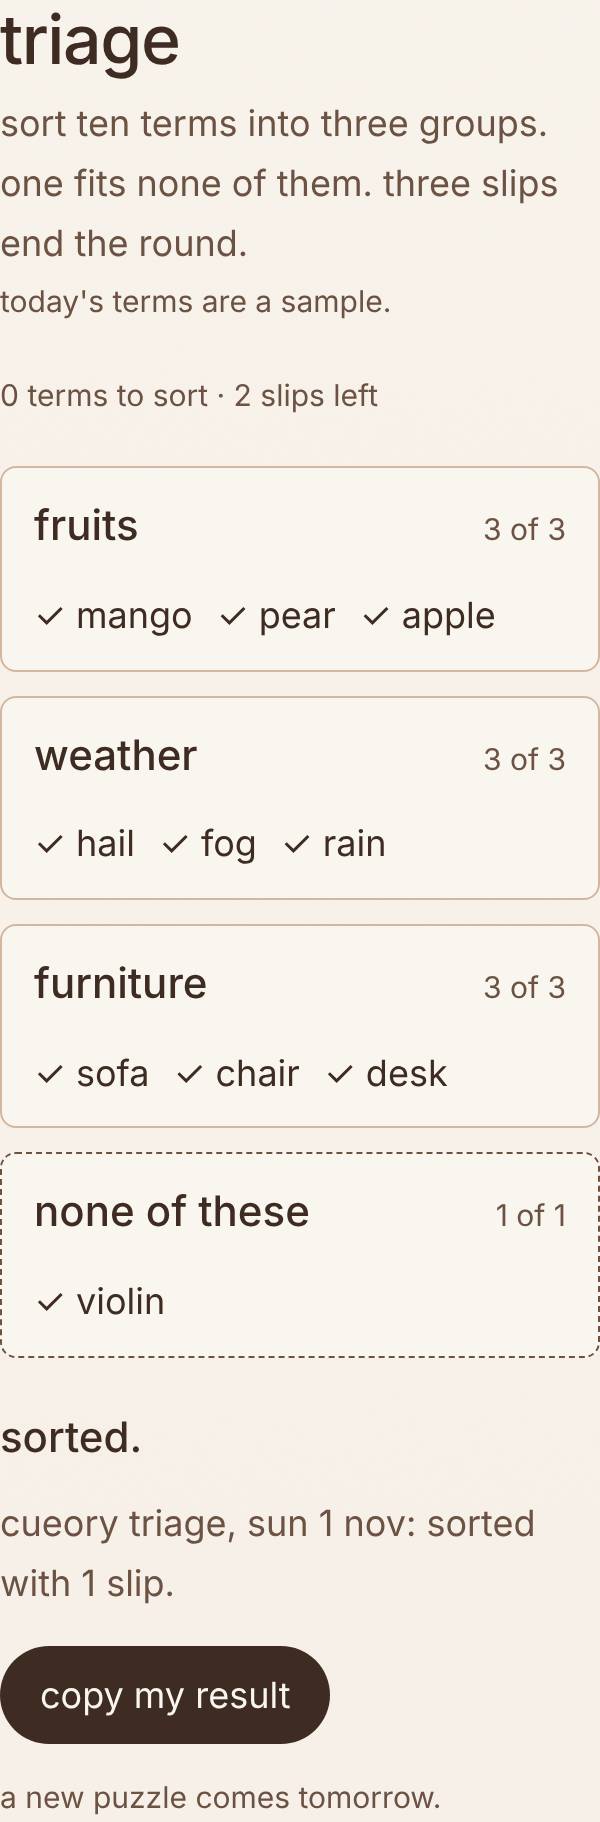 triage
sort ten terms into three groups.
one fits none of them. three slips
end the round.
today's terms are a sample.
0 terms to sort · 2 slips left
fruits 3 of 3
✓ mango ✓ pear ✓ apple
weather 3 of 3
✓ hail ✓ fog ✓ rain
furniture 3 of 3
✓ sofa ✓ chair ✓ desk
none of these 1 of 1
✓ violin
sorted.
cueory triage, sun 1 nov: sorted
with 1 slip.
copy my result
a new puzzle comes tomorrow.